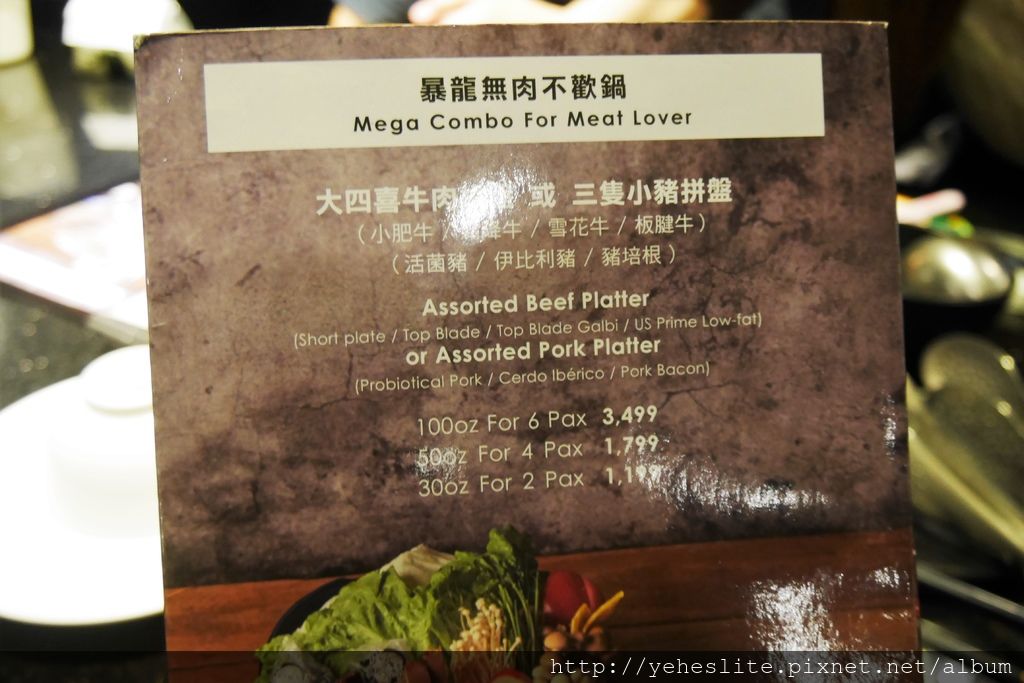 暴龍無肉不歡鍋
Mega Combo For Meat Lover
大四喜牛肉 或 三隻小豬拼盤
(小肥牛 / 牛 / 雪花牛 / 板腱牛)
(活菌豬 / 伊比利豬 / 豬培根)
Assorted Beef Platter
(Short plate / Top Blade / Top Blade Galbi / US Prime Low-fat)
or Assorted Pork Platter
(Probiotical Pork / Cerdo Ibérico / Pork Bacon)
100oz For 6 Pax 3,499
50oz For 4 Pax 1,799
30oz For 2 Pax 1,199
http://yeheslite.pixnet.net/album